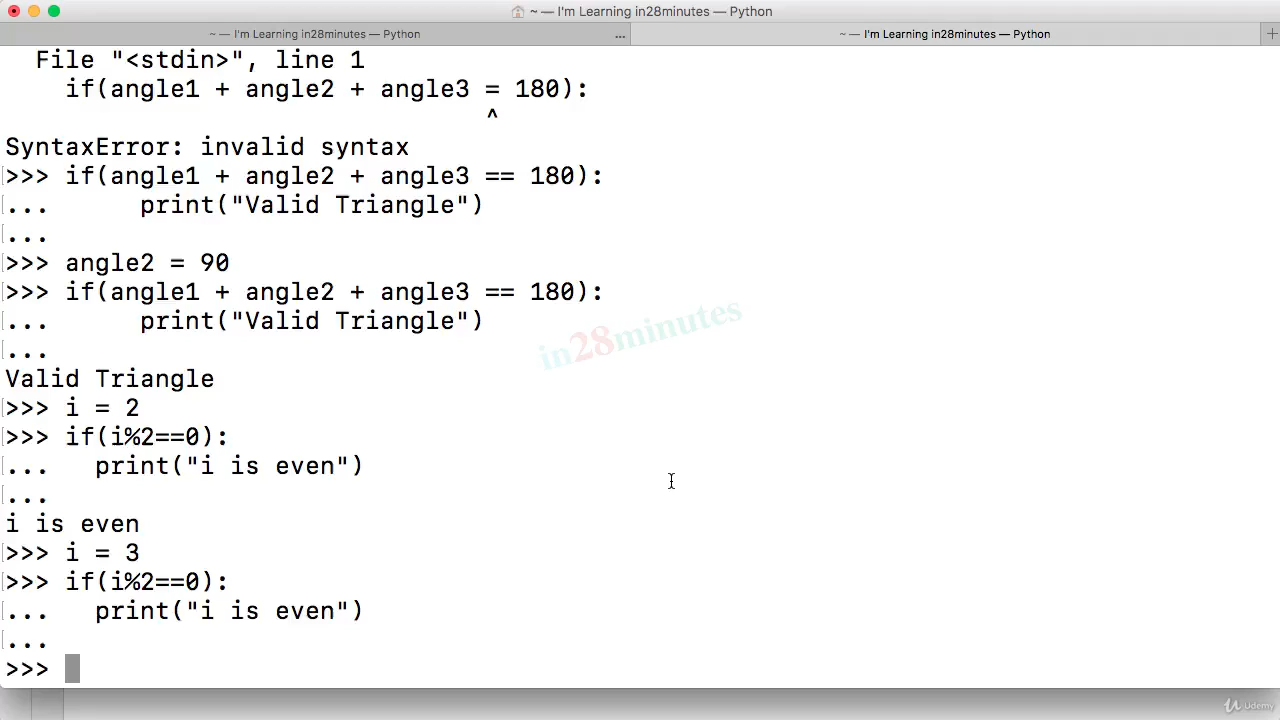 ~ — I'm Learning in28minutes — Python
~ — I'm Learning in28minutes — Python ...
~ — I'm Learning in28minutes — Python +
File "<stdin>", line 1
if(angle1 + angle2 + angle3 = 180):
^
SyntaxError: invalid syntax
>>> if(angle1 + angle2 + angle3 == 180):
... print("Valid Triangle")
...
>>> angle2 = 90
>>> if(angle1 + angle2 + angle3 == 180):
... print("Valid Triangle")
...
in28minutes
Valid Triangle
>>> i = 2
>>> if(i%2==0):
... print("i is even")
...
i is even
>>> i = 3
>>> if(i%2==0):
... print("i is even")
...
>>>
Udemy